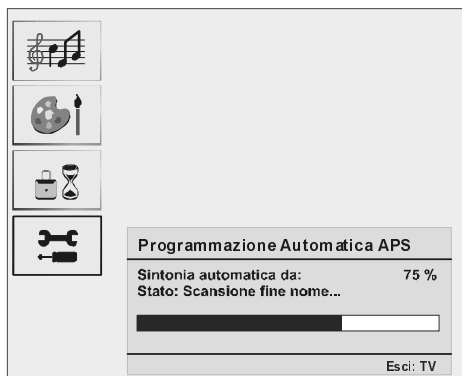 Programmazione Automatica APS
Sintonia automatica da: 75 %
Stato: Scansione fine nome...
Esci: TV